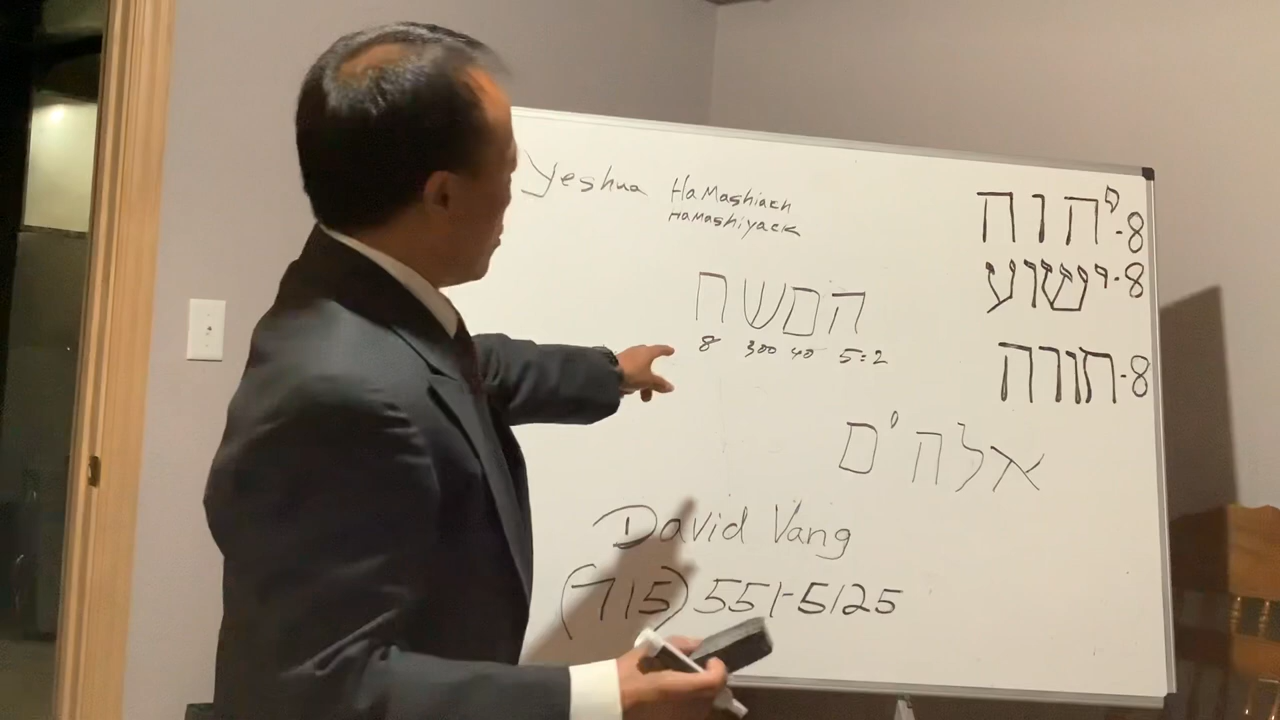 Yeshua HaMashiach
HaMashiyack
יהוה-8
ישוע-8
המשח
8 300 40 5=2
תורה-8
אלהים
David Vang
(715) 551-5125